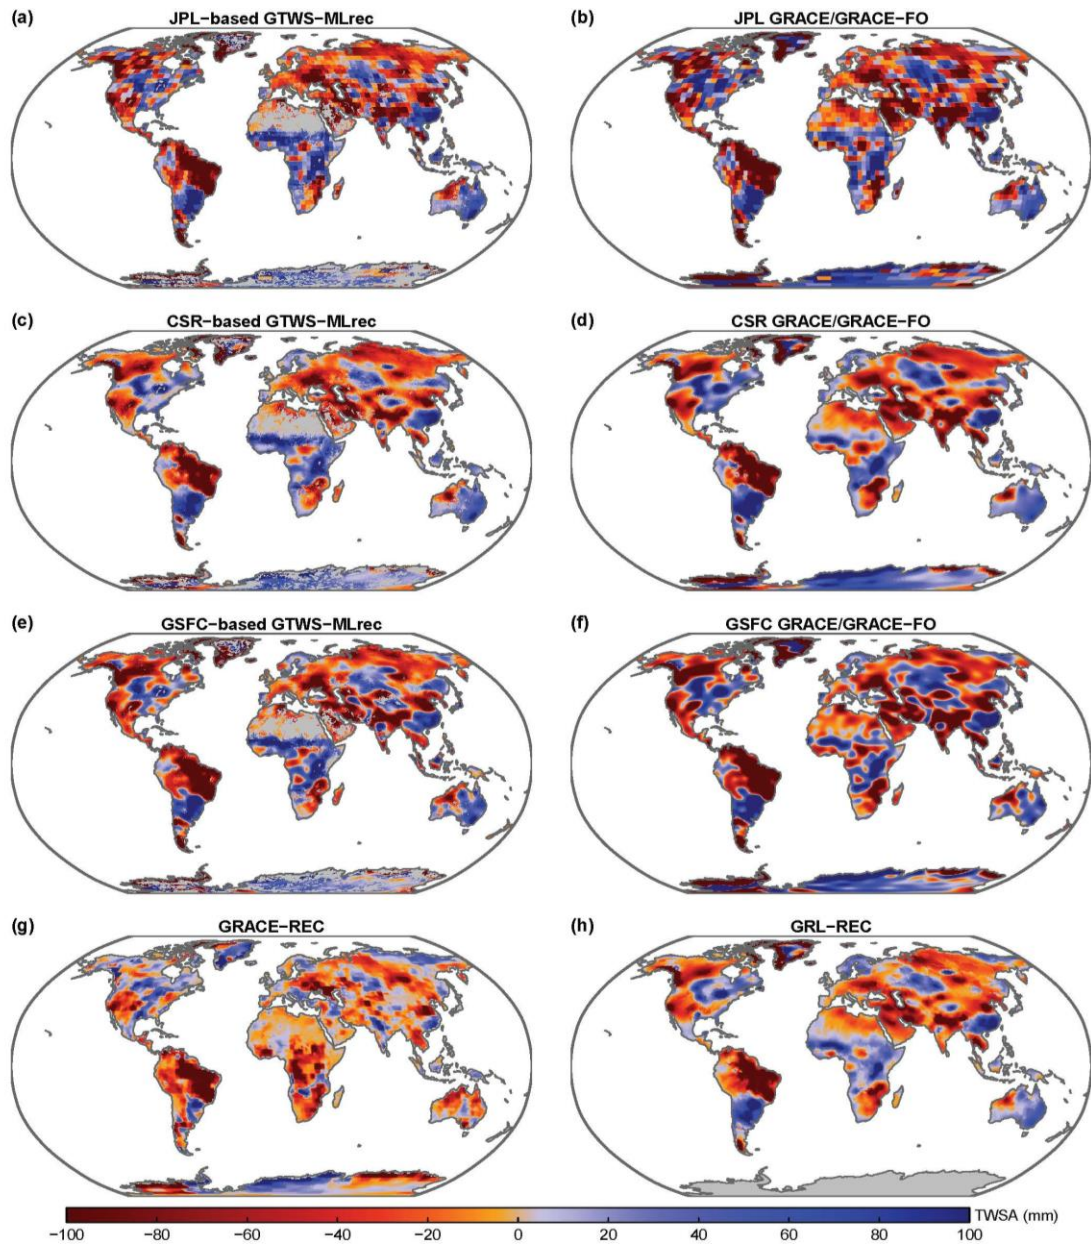 (a) JPL-based GTWS-MLrec
(b) JPL GRACE/GRACE-FO
(c) CSR-based GTWS-MLrec
(d) CSR GRACE/GRACE-FO
(e) GSFC-based GTWS-MLrec
(f) GSFC GRACE/GRACE-FO
(g) GRACE-REC
(h) GRL-REC
TWSA (mm)
−100 −80 −60 −40 −20 0 20 40 60 80 100